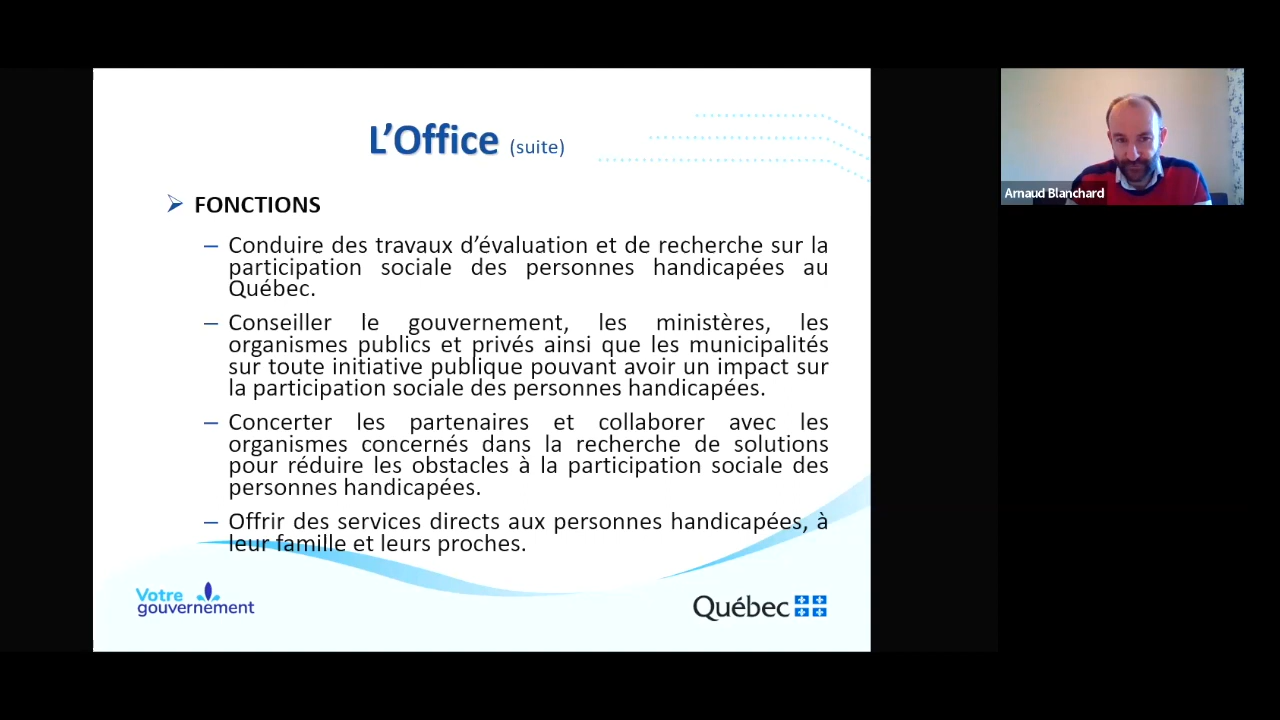 L'Office (suite)
FONCTIONS
– Conduire des travaux d'évaluation et de recherche sur la
participation sociale des personnes handicapées au
Québec.
– Conseiller le gouvernement, les ministères, les
organismes publics et privés ainsi que les municipalités
sur toute initiative publique pouvant avoir un impact sur
la participation sociale des personnes handicapées.
– Concerter les partenaires et collaborer avec les
organismes concernés dans la recherche de solutions
pour réduire les obstacles à la participation sociale des
personnes handicapées.
– Offrir des services directs aux personnes handicapées, à
leur famille et leurs proches.
Votre
gouvernement
Québec
Arnaud Blanchard